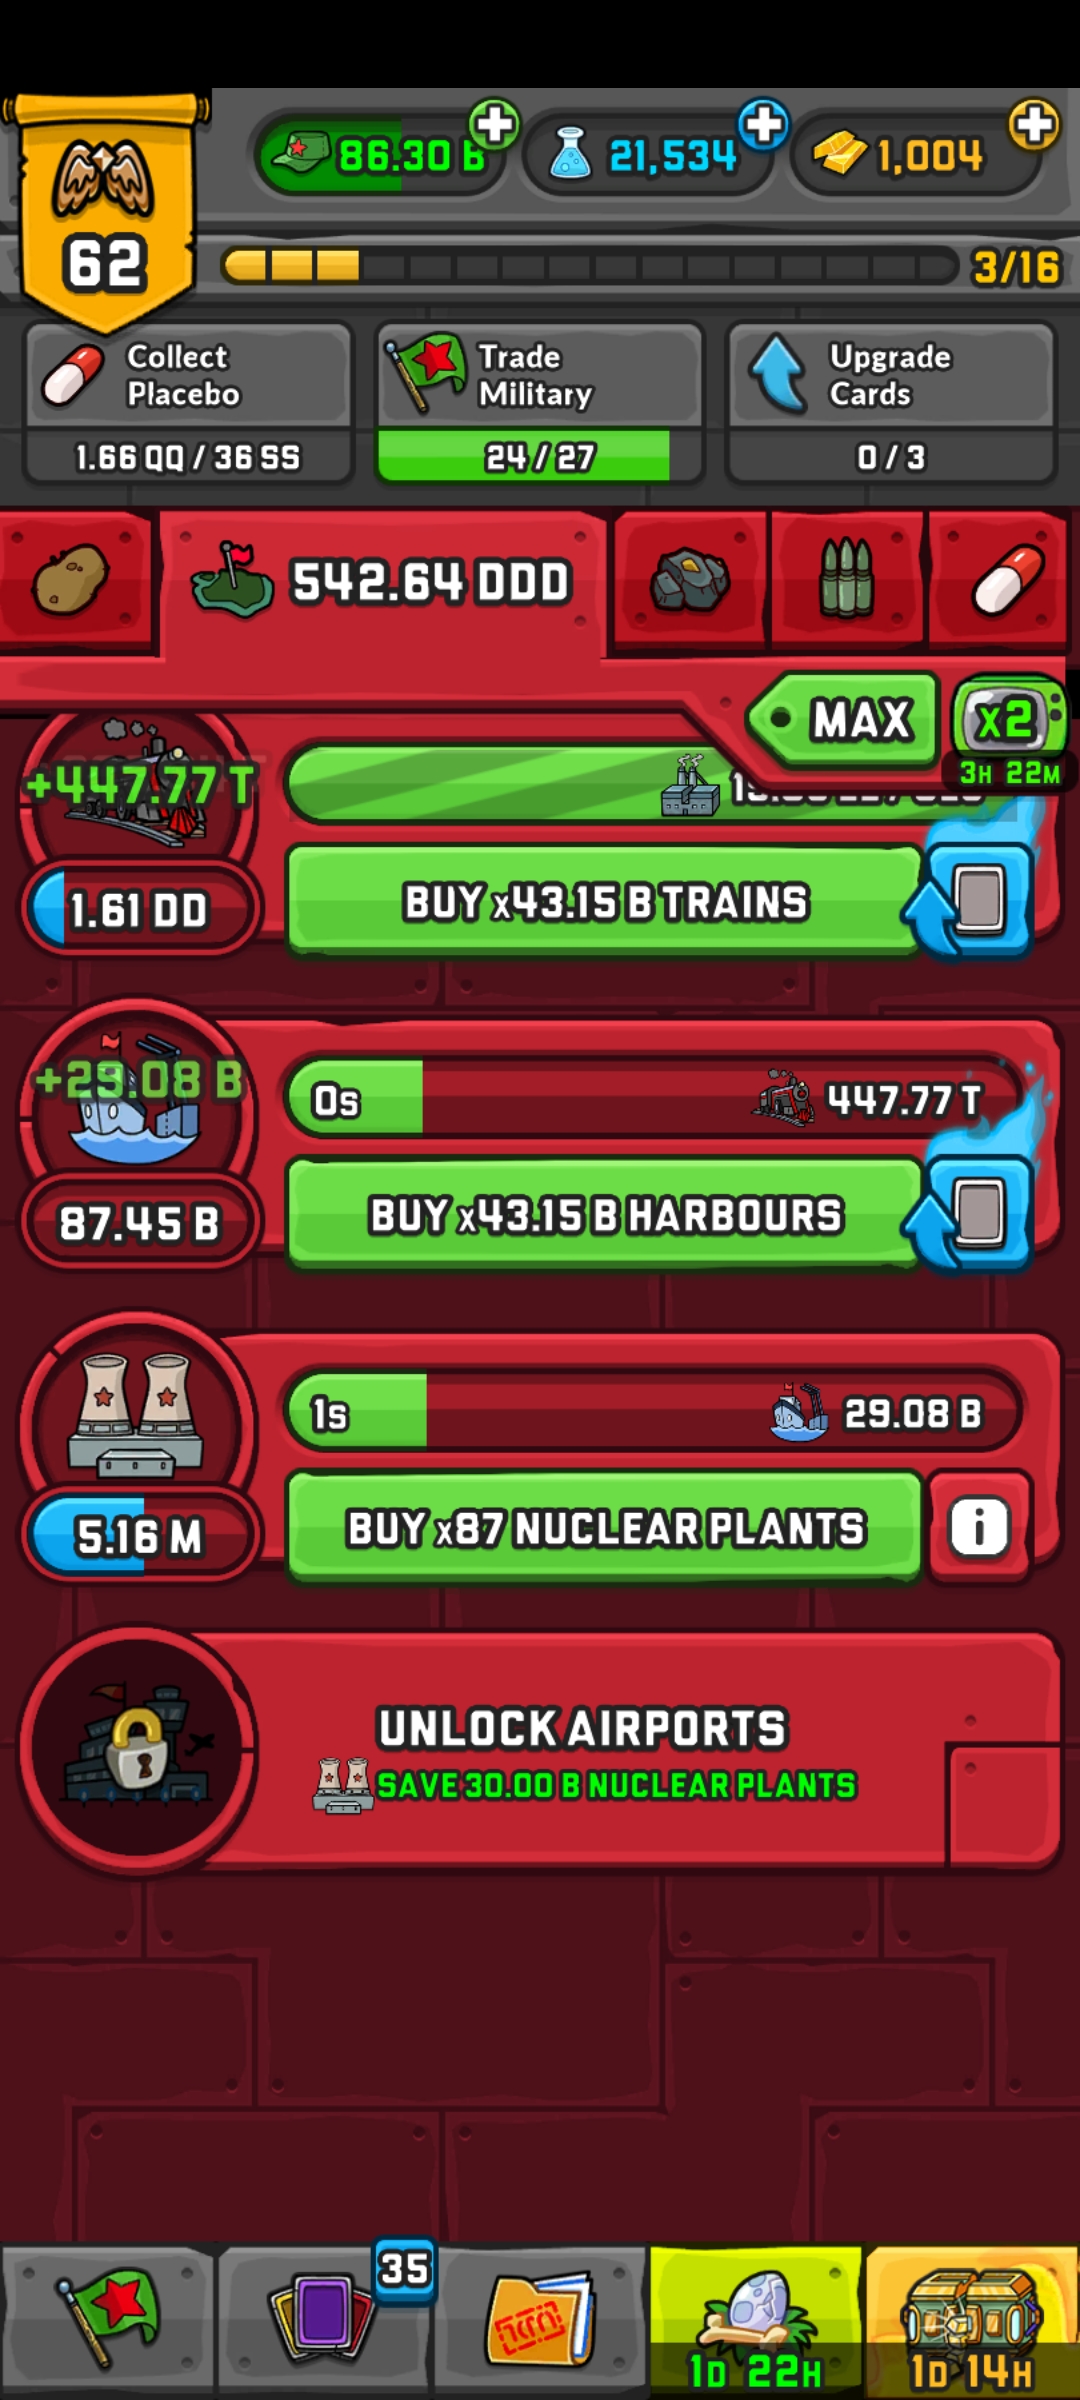 62
86.30 B
21,534
1,004
3/16
Collect
Placebo
1.66 QQ / 36 SS
Trade
Military
24 / 27
Upgrade
Cards
0 / 3
542.64 DDD
MAX
X2
3H 22M
+447.77 T
1.61 DD
BUY x43.15 B TRAINS
+29.08 B
0s
447.77 T
87.45 B
BUY x43.15 B HARBOURS
1s
29.08 B
5.16 M
BUY x87 NUCLEAR PLANTS
i
UNLOCK AIRPORTS
SAVE 30.00 B NUCLEAR PLANTS
35
1D 22H
1D 14H